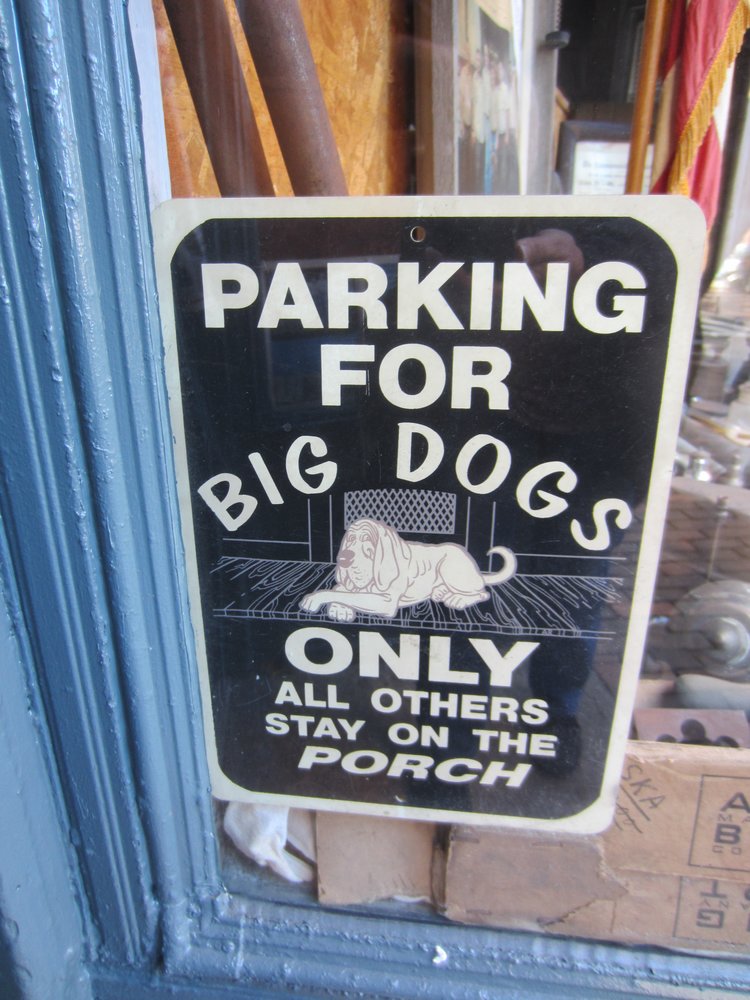 PARKING
FOR
BIG DOGS
ONLY
ALL OTHERS
STAY ON THE
PORCH